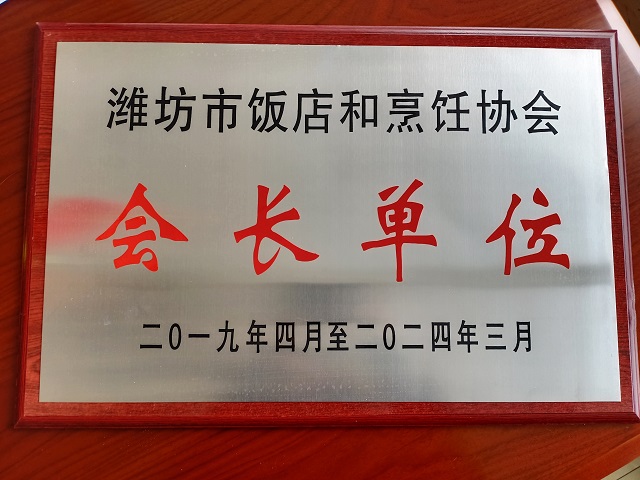 潍坊市饭店和烹饪协会
会长单位
二〇一九年四月至二〇二四年三月